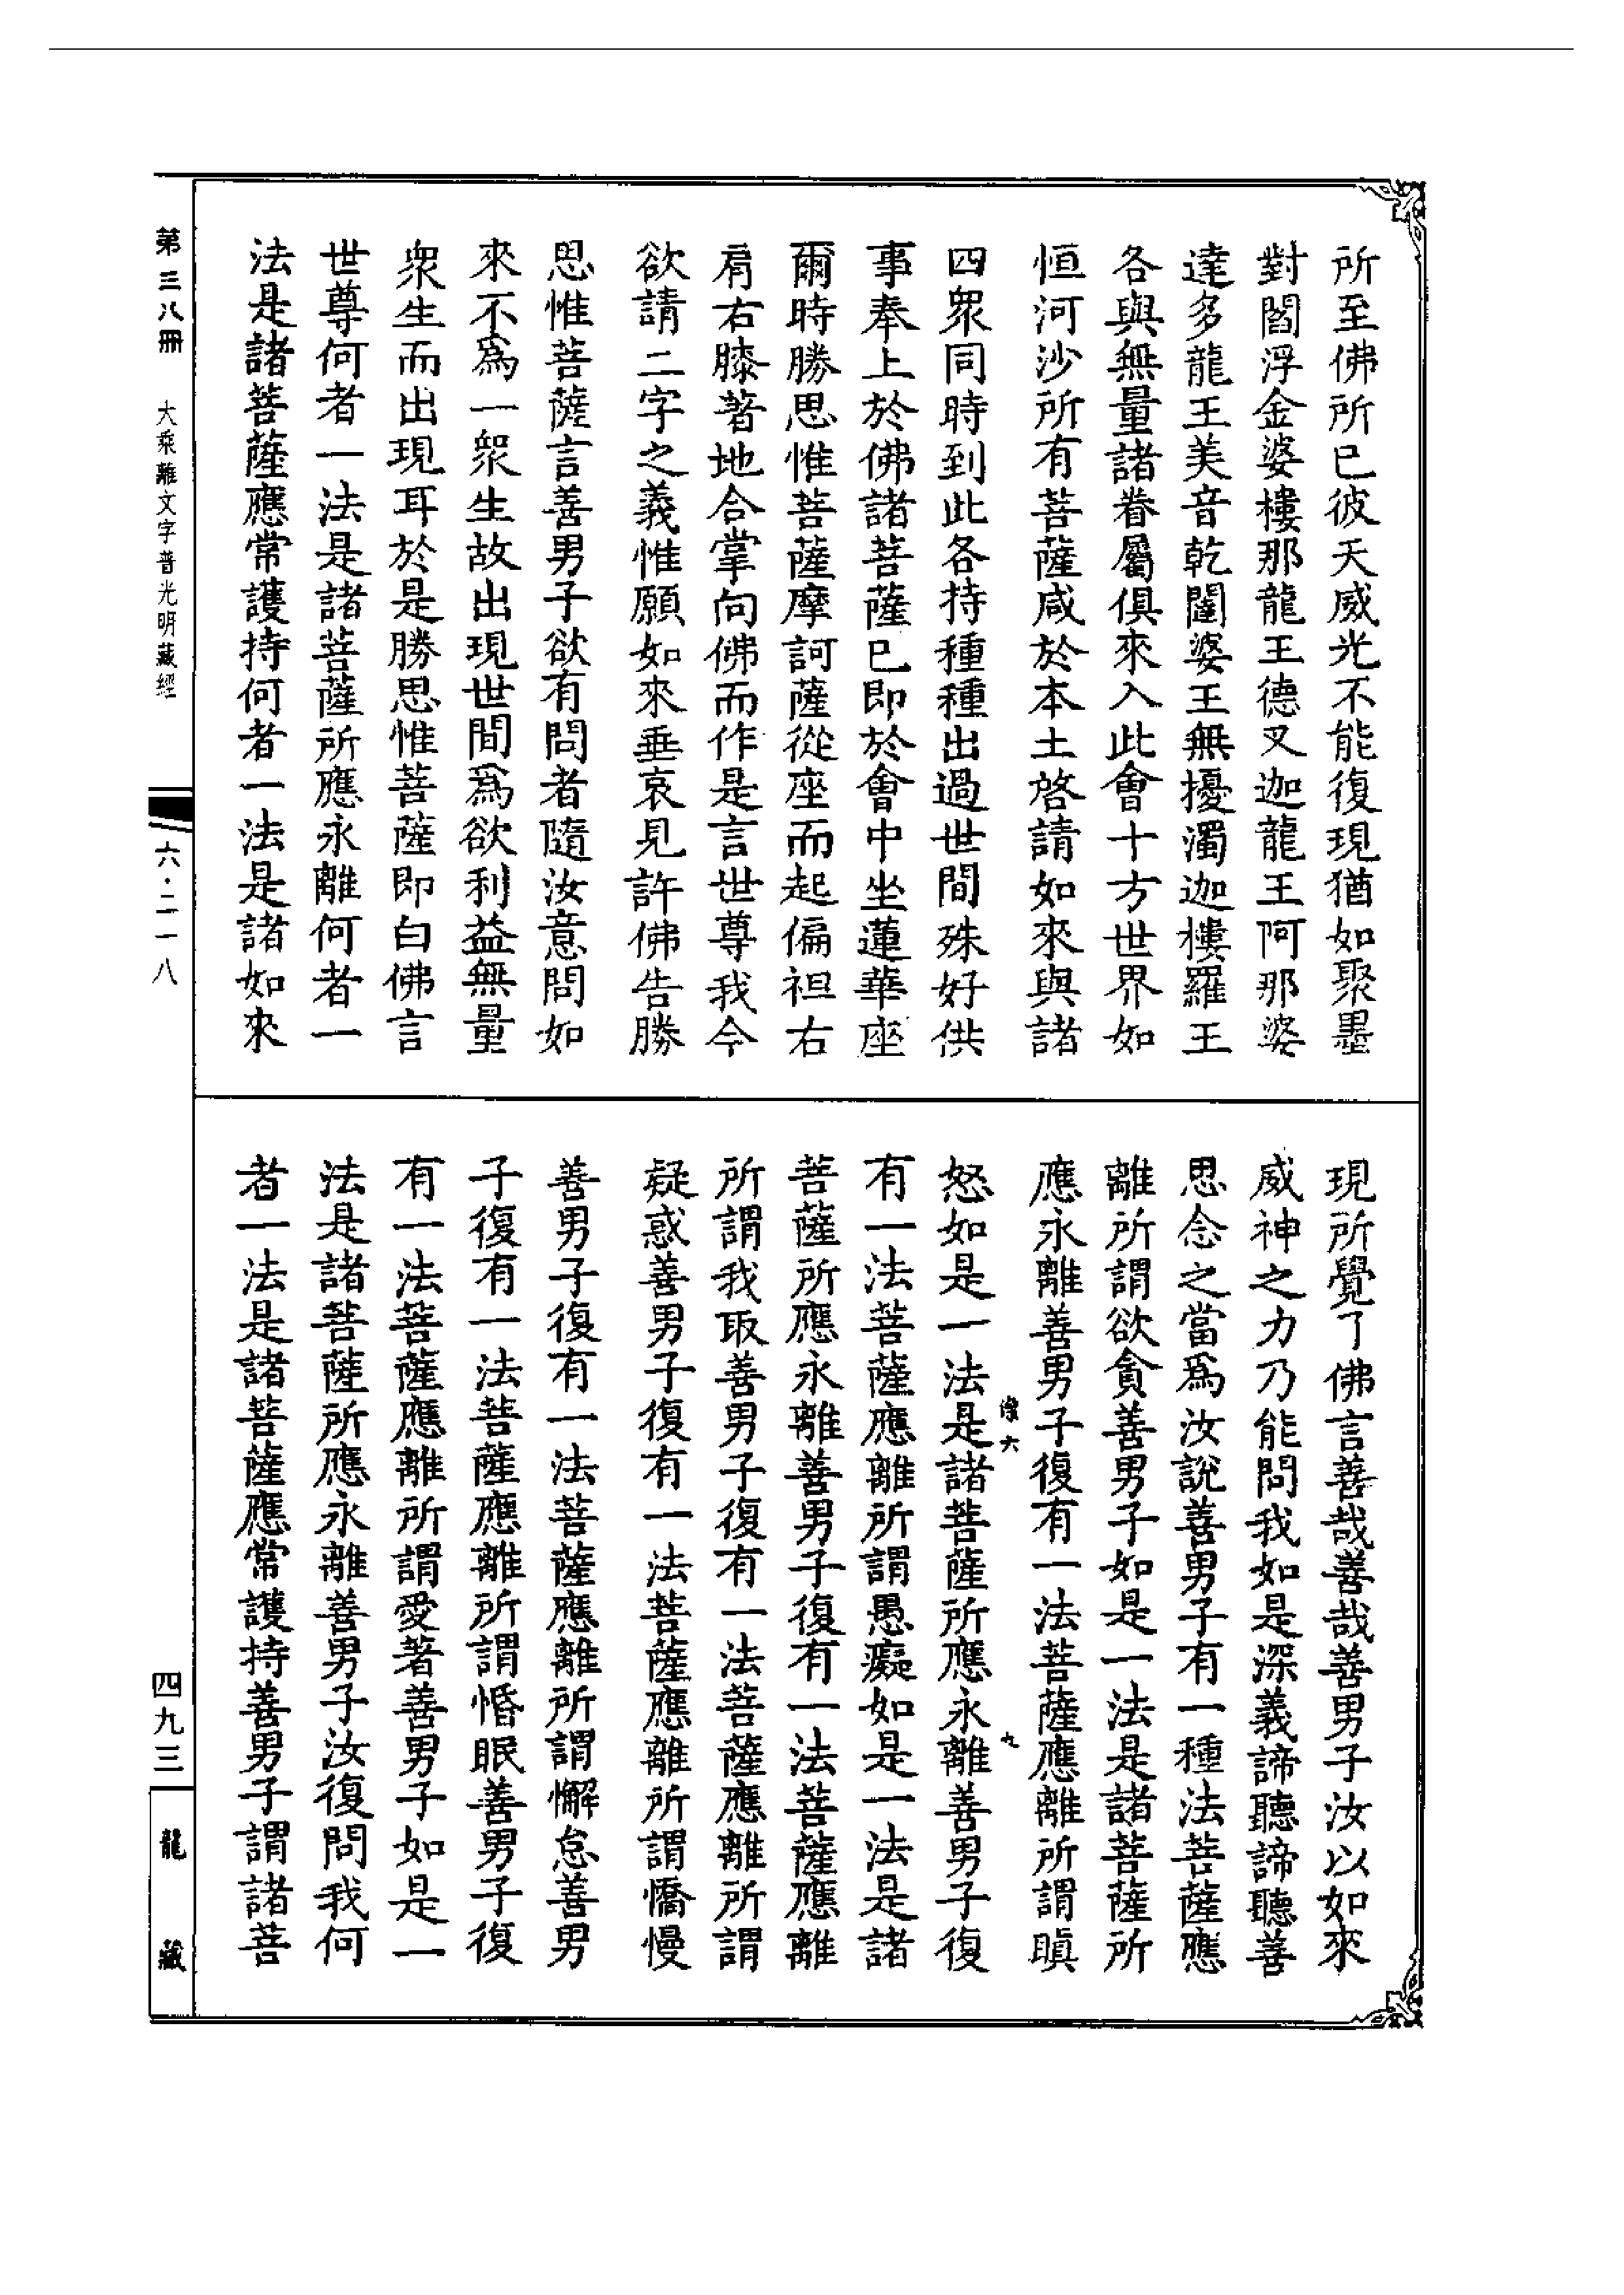 所至佛所已彼天威光不能復現猶如聚墨
對閻浮金婆樓那龍王德叉迦龍王阿那婆
達多龍王美音乾闥婆王無擾濁迦樓羅王
各與無量諸眷屬俱來入此會十方世界如
恒河沙所有菩薩咸於本土啓請如來與諸
四衆同時到此各持種種出過世間殊好供
事奉上於佛諸菩薩已即於會中坐蓮華座
爾時勝思惟菩薩摩訶薩從座而起偏袒右
肩右膝著地合掌向佛而作是言世尊我今
欲請二字之義惟願如來垂哀見許佛告勝
思惟菩薩言善男子欲有問者隨汝意問如
來不爲一衆生故出現世間爲欲利益無量
衆生而出現耳於是勝思惟菩薩即白佛言
世尊何者一法是諸菩薩所應永離何者一
法是諸菩薩應常護持何者一法是諸如來
現所覺了佛言善哉善哉善男子汝以如來
威神之力乃能問我如是深義諦聽諦聽善
思念之當爲汝說善男子有一種法菩薩應
離所謂欲貪善男子如是一法是諸菩薩所
應永離善男子復有一法菩薩應離所謂瞋
怒如是一法是諸菩薩所應永離善男子復
有一法菩薩應離所謂愚癡如是一法是諸
菩薩所應永離善男子復有一法菩薩應離
所謂我取善男子復有一法菩薩應離所謂
疑惑善男子復有一法菩薩應離所謂憍慢
善男子復有一法菩薩應離所謂懈怠善男
子復有一法菩薩應離所謂惛眠善男子復
有一法菩薩應離所謂愛著善男子如是一
法是諸菩薩所應永離善男子汝復問我何
者一法是諸菩薩應常護持善男子謂諸菩
六
九
第三八冊 大乘離文字普光明藏經
六·二一八
四九三
龍藏